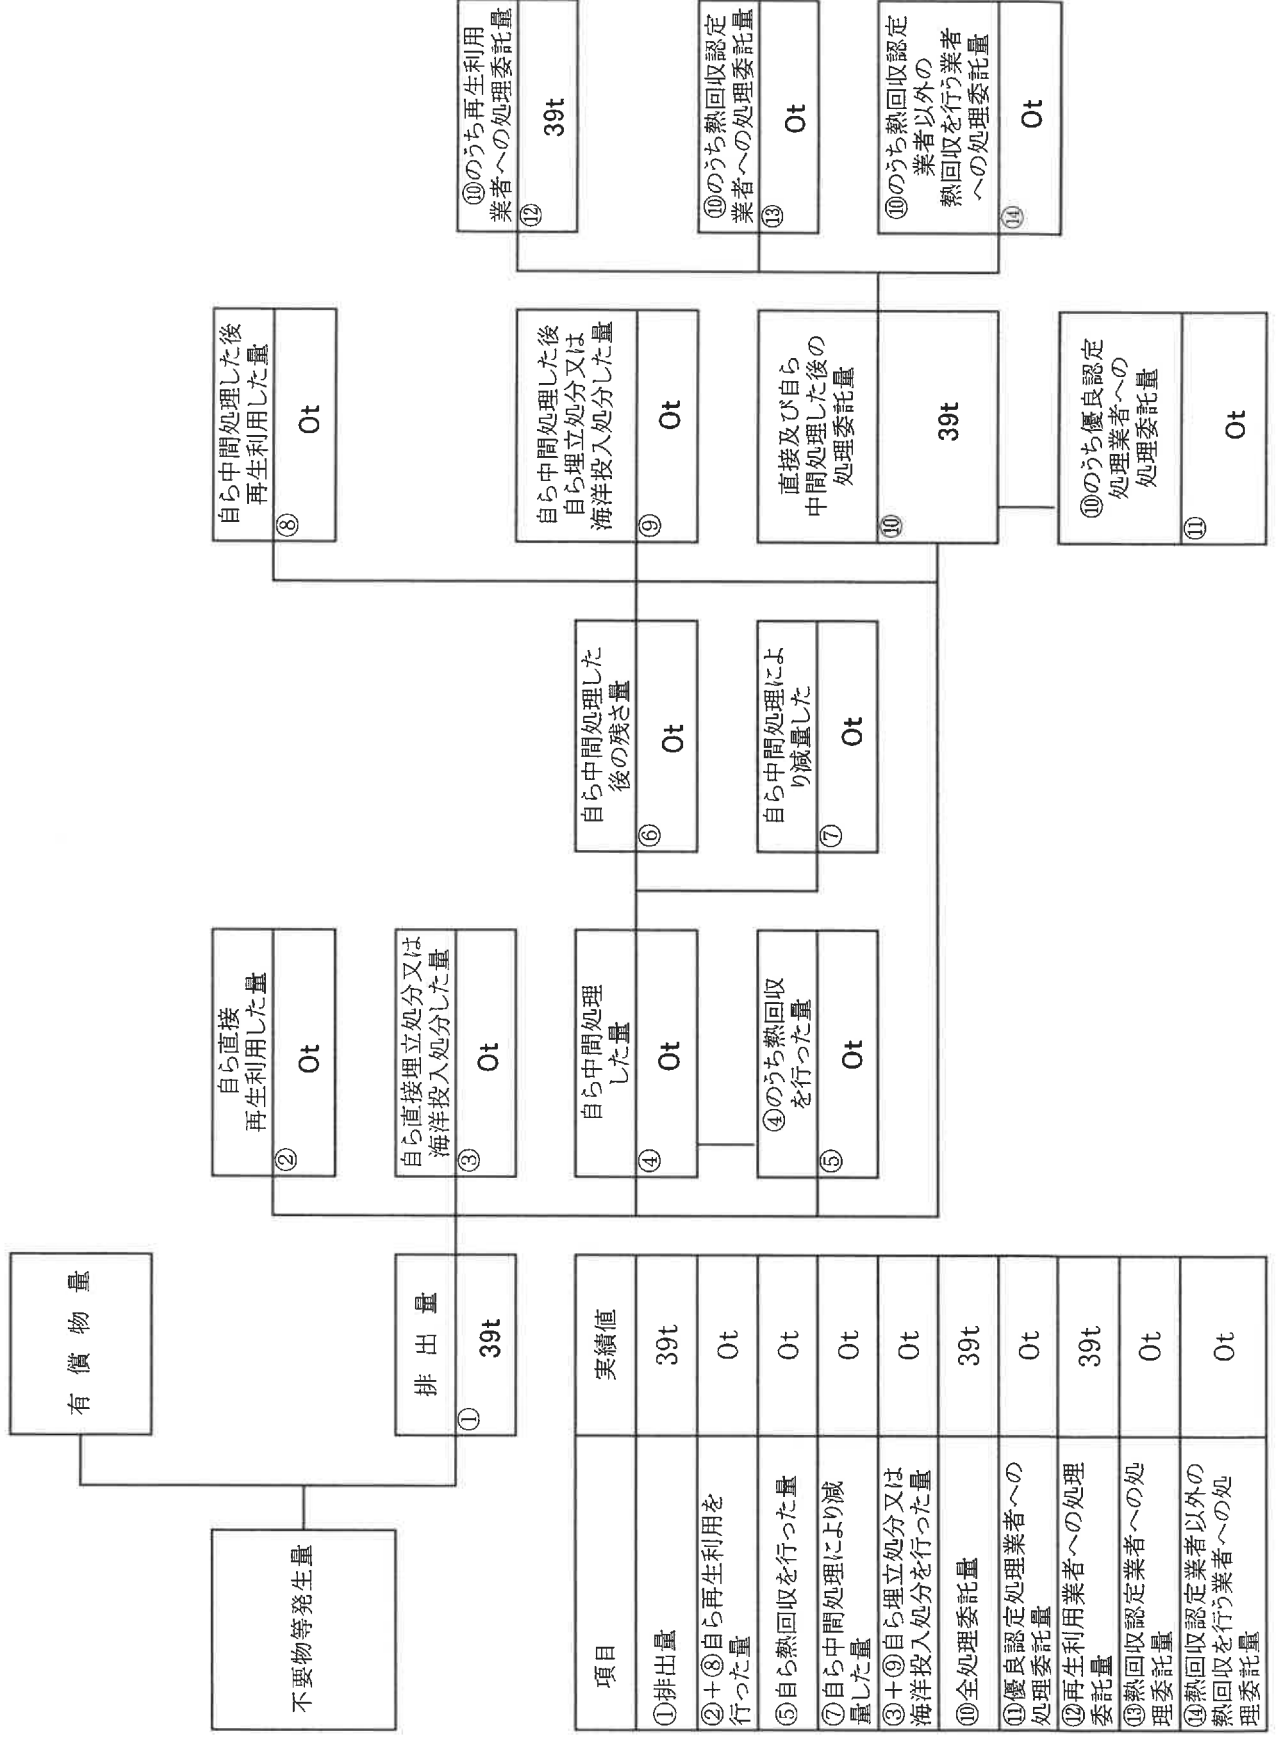 有償物量
不要物等発生量
排出量
①
39t
自ら直接
再生利用した量
②
0t
自ら直接埋立処分又は
海洋投入処分した量
③
0t
自ら中間処理
した量
④
0t
④のうち熱回収
を行った量
⑤
0t
自ら中間処理した
後の残さ量
⑥
0t
自ら中間処理によ
り減量した
⑦
0t
自ら中間処理した後
再生利用した量
⑧
0t
自ら中間処理した後
自ら埋立処分又は
海洋投入処分した量
⑨
0t
直接及び自ら
中間処理した後の
処理委託量
⑩
39t
⑩のうち優良認定
処理業者への
処理委託量
⑪
0t
⑩のうち再生利用
業者への処理委託量
⑫
39t
⑩のうち熱回収認定
業者への処理委託量
⑬
0t
⑩のうち熱回収認定
業者以外の
熱回収を行う業者
への処理委託量
⑭
0t
項目 実績値
①排出量 39t
②+⑧自ら再生利用を
行った量 0t
⑤自ら熱回収を行った量 0t
⑦自ら中間処理により減
量した量 0t
③+⑨自ら埋立処分又は
海洋投入処分を行った量 0t
⑩全処理委託量 39t
⑪優良認定処理業者への
処理委託量 0t
⑫再生利用業者への処理
委託量 39t
⑬熱回収認定業者への処
理委託量 0t
⑭熱回収認定業者以外の
熱回収を行う業者への処
理委託量 0t